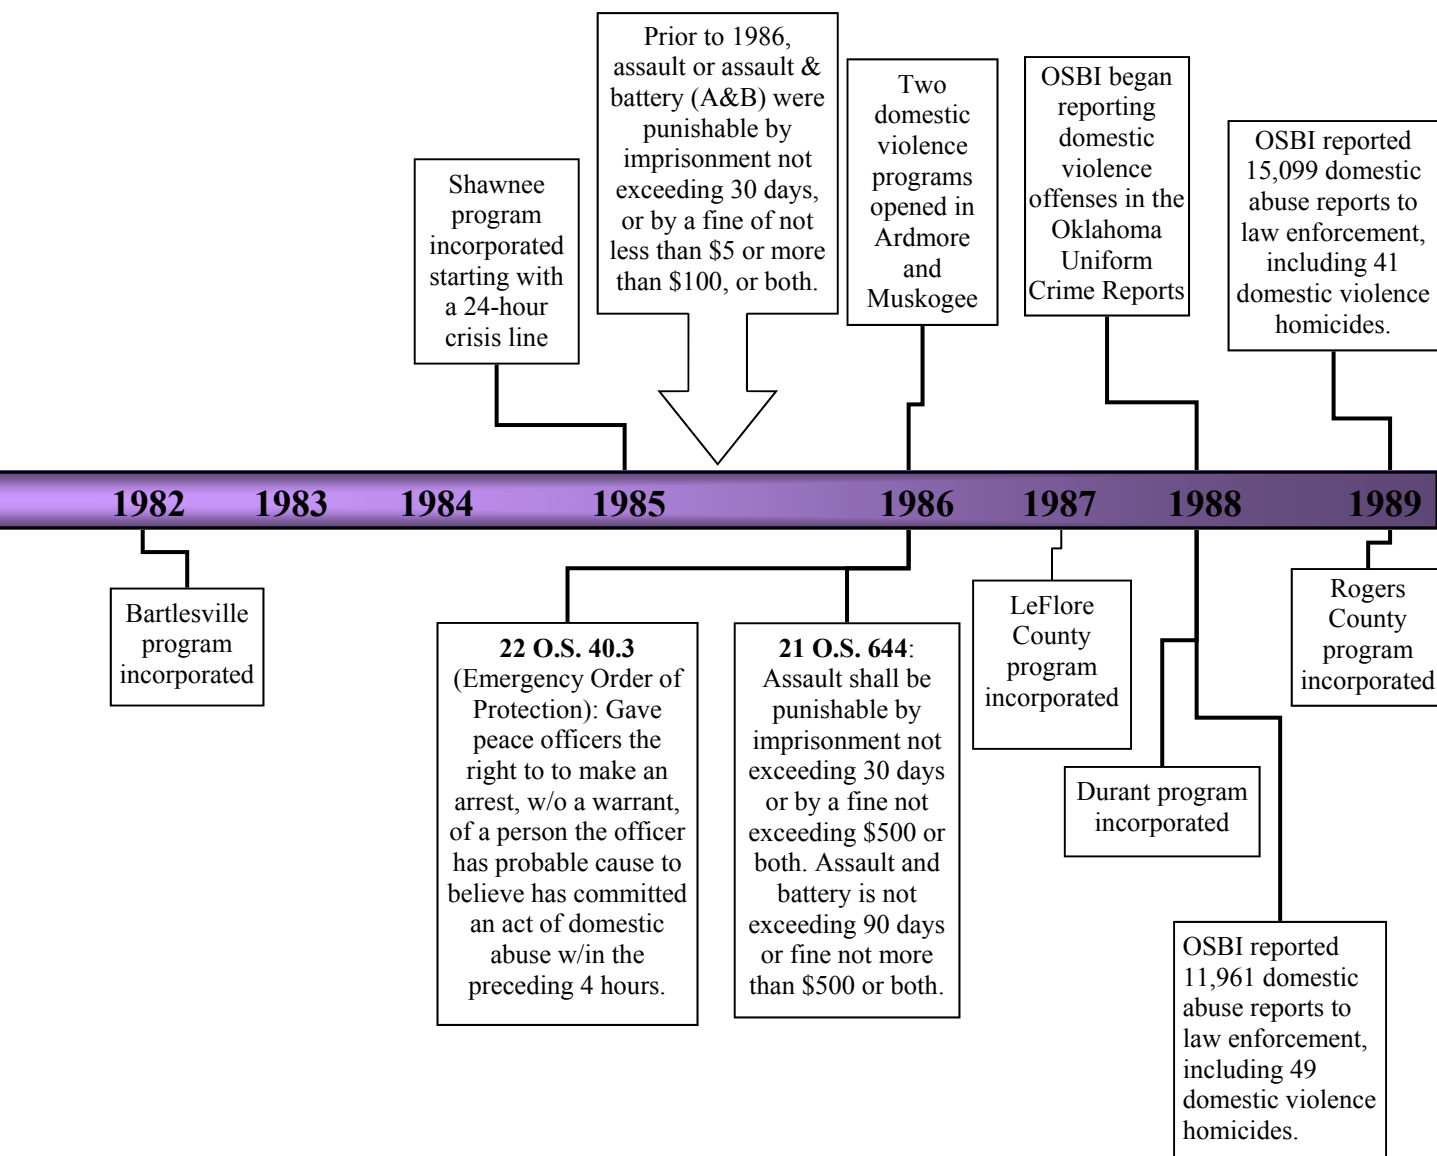 Prior to 1986,
assault or assault &
battery (A&B) were
punishable by
imprisonment not
exceeding 30 days,
or by a fine of not
less than $5 or more
than $100, or both.
Two
domestic
violence
programs
opened in
Ardmore
and
Muskogee
OSBI began
reporting
domestic
violence
offenses in the
Oklahoma
Uniform
Crime Reports
OSBI reported
15,099 domestic
abuse reports to
law enforcement,
including 41
domestic violence
homicides.
Shawnee
program
incorporated
starting with
a 24-hour
crisis line
1982 1983 1984 1985 1986 1987 1988 1989
Bartlesville
program
incorporated
22 O.S. 40.3
(Emergency Order of
Protection): Gave
peace officers the
right to to make an
arrest, w/o a warrant,
of a person the officer
has probable cause to
believe has committed
an act of domestic
abuse w/in the
preceding 4 hours.
21 O.S. 644:
Assault shall be
punishable by
imprisonment not
exceeding 30 days
or by a fine not
exceeding $500 or
both. Assault and
battery is not
exceeding 90 days
or fine not more
than $500 or both.
LeFlore
County
program
incorporated
Durant program
incorporated
Rogers
County
program
incorporated
OSBI reported
11,961 domestic
abuse reports to
law enforcement,
including 49
domestic violence
homicides.